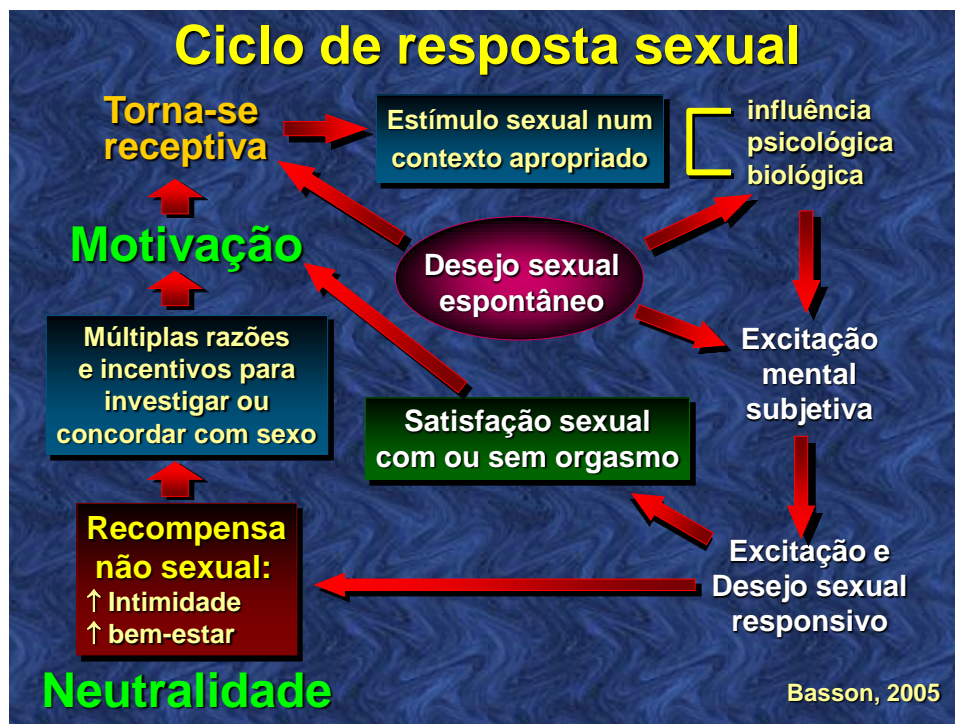 Ciclo de resposta sexual
Torna-se
receptiva
Estímulo sexual num
contexto apropriado
influência
psicológica
biológica
Motivação
Desejo sexual
espontâneo
Múltiplas razões
e incentivos para
investigar ou
concordar com sexo
Excitação
mental
subjetiva
Satisfação sexual
com ou sem orgasmo
Recompensa
não sexual:
↑ Intimidade
↑ bem-estar
Excitação e
Desejo sexual
responsivo
Neutralidade
Basson, 2005